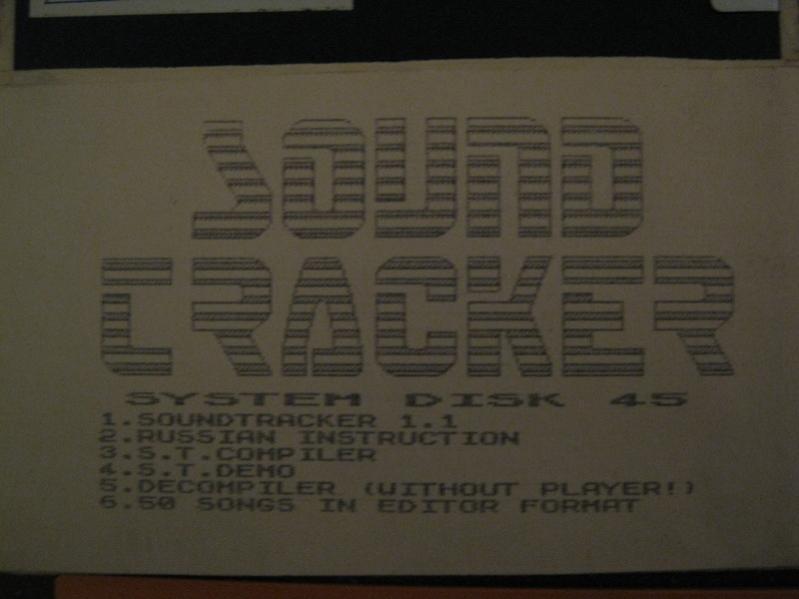 SOUND
TRACKER
SYSTEM DISK 45
1.SOUNDTRACKER 1.1
2.RUSSIAN INSTRUCTION
3.S.T.COMPILER
4.S.T.DEMO
5.DECOMPILER (WITHOUT PLAYER!)
6.50 SONGS IN EDITOR FORMAT